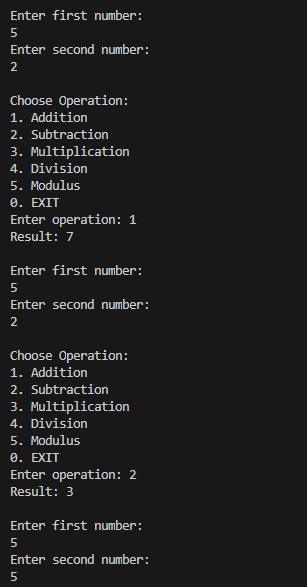 Enter first number:
5
Enter second number:
2
Choose Operation:
1. Addition
2. Subtraction
3. Multiplication
4. Division
5. Modulus
0. EXIT
Enter operation: 1
Result: 7
Enter first number:
5
Enter second number:
2
Choose Operation:
1. Addition
2. Subtraction
3. Multiplication
4. Division
5. Modulus
0. EXIT
Enter operation: 2
Result: 3
Enter first number:
5
Enter second number:
5